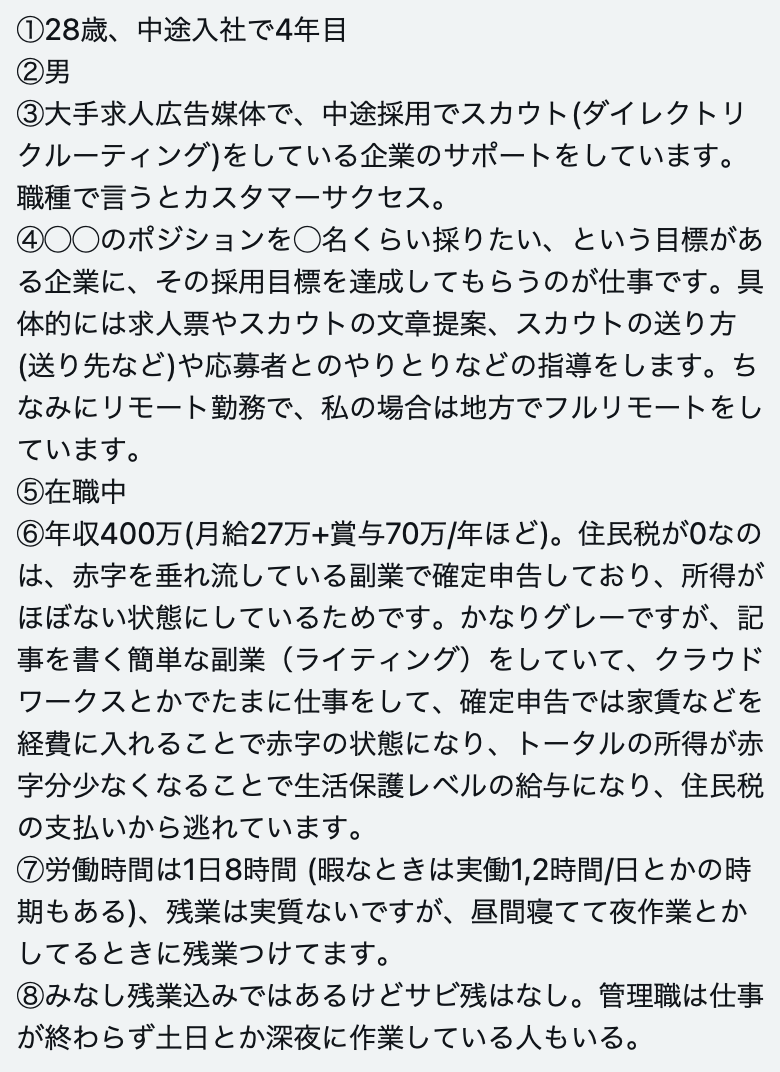 ①28歳、中途入社で4年目
②男
③大手求人広告媒体で、中途採用でスカウト(ダイレクトリ
クルーティング)をしている企業のサポートをしています。
職種で言うとカスタマーサクセス。
④◯◯のポジションを◯名くらい採りたい、という目標があ
る企業に、その採用目標を達成してもらうのが仕事です。具
体的には求人票やスカウトの文章提案、スカウトの送り方
(送り先など)や応募者とのやりとりなどの指導をします。ち
なみにリモート勤務で、私の場合は地方でフルリモートをし
ています。
⑤在職中
⑥年収400万(月給27万+賞与70万/年ほど)。住民税が0なの
は、赤字を垂れ流している副業で確定申告しており、所得が
ほぼない状態にしているためです。かなりグレーですが、記
事を書く簡単な副業（ライティング）をしていて、クラウド
ワークスとかでたまに仕事をして、確定申告では家賃などを
経費に入れることで赤字の状態になり、トータルの所得が赤
字分少なくなることで生活保護レベルの給与になり、住民税
の支払いから逃れています。
⑦労働時間は1日8時間 (暇なときは実働1,2時間/日とかの時
期もある)、残業は実質ないですが、昼間寝てて夜作業とか
してるときに残業つけてます。
⑧みなし残業込みではあるけどサビ残はなし。管理職は仕事
が終わらず土日とか深夜に作業している人もいる。